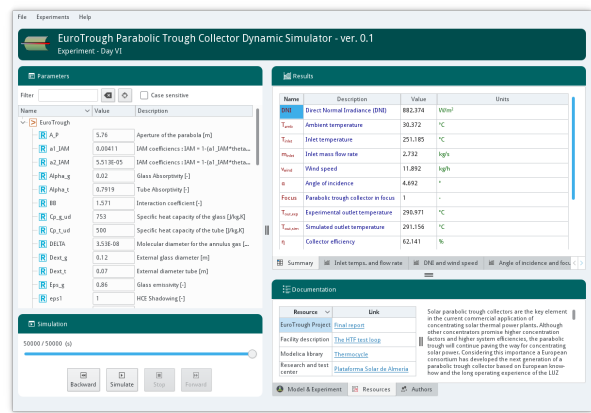 File Experiments Help
EuroTrough Parabolic Trough Collector Dynamic Simulator - ver. 0.1
Experiment - Day VI
Parameters
Filter Case sensitive
Name Value Description
EuroTrough
A_P 5.76 Aperture of the parabola [m]
a1_IAM 0.00411 IAM coefficiencs : IAM = 1-(a1_IAM*theta...
a2_IAM 5.513E-05 IAM coefficiencs : IAM = 1-(a1_IAM*theta...
Alpha_g 0.02 Glass Absorptivity [-]
Alpha_t 0.7919 Tube Absorptivity [-]
BB 1.571 Interaction coefficient [-]
Cp_g_ud 753 Specific heat capacity of the glass [J/kg.K]
Cp_t_ud 500 Specific heat capacity of the tube [J/kg.K]
DELTA 3.53E-08 Molecular diameter for the annulus gas [...
Dext_g 0.12 External glass diameter [m]
Dext_t 0.07 External diameter tube [m]
Eps_g 0.86 Glass emissivity [-]
eps1 1 HCE Shadowing [-]
Simulation
50000 / 50000 (s)
Backward Simulate Stop Forward
Results
Name Description Value Units
DNI Direct Normal Irradiance (DNI) 882.374 W/m²
Tamb Ambient temperature 30.372 °C
Tinlet Inlet temperature 251.185 °C
minlet Inlet mass flow rate 2.732 kg/s
vwind Wind speed 11.892 kg/h
α Angle of incidence 4.692 °
Focus Parabolic trough collector in focus 1 -
Tout,exp Experimental outlet temperature 290.971 °C
Tout,sim Simulated outlet temperature 291.156 °C
η Collector efficiency 62.141 %
Summary Inlet temps. and flow rate DNI and wind speed Angle of incidence and focu
Documentation
Resource Link
EuroTrough Project Final report
Facility description The HTF test loop
Modelica library Thermocycle
Research and test center Plataforma Solar de Almería
Solar parabolic trough collectors are the key element
in the current commercial application of
concentrating solar thermal power plants. Although
other concentrators promise higher concentration
factors and higher system efficiencies, the parabolic
trough will continue paving the way for concentrating
solar power. Considering this importance a European
consortium has developed the next generation of a
parabolic trough collector based on European know-
how and the long operating experience of the LUZ
Model & Experiment Resources Authors